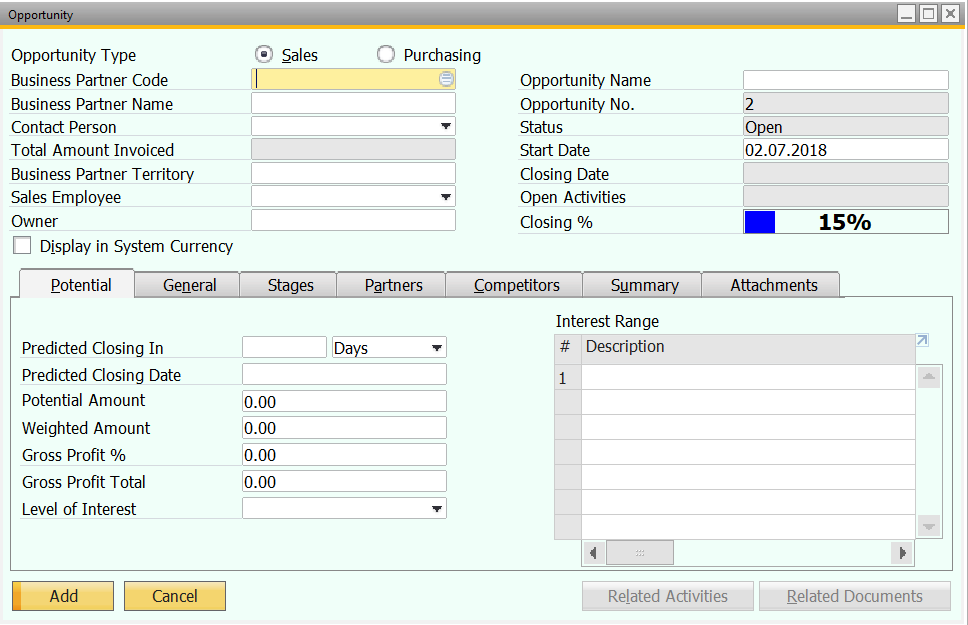 Opportunity
Opportunity Type Sales Purchasing
Business Partner Code
Business Partner Name
Contact Person
Total Amount Invoiced
Business Partner Territory
Sales Employee
Owner
Display in System Currency
Opportunity Name
Opportunity No. 2
Status Open
Start Date 02.07.2018
Closing Date
Open Activities
Closing % 15%
Potential General Stages Partners Competitors Summary Attachments
Predicted Closing In Days
Predicted Closing Date
Potential Amount 0.00
Weighted Amount 0.00
Gross Profit % 0.00
Gross Profit Total 0.00
Level of Interest
Interest Range
# Description
1
Add Cancel Related Activities Related Documents